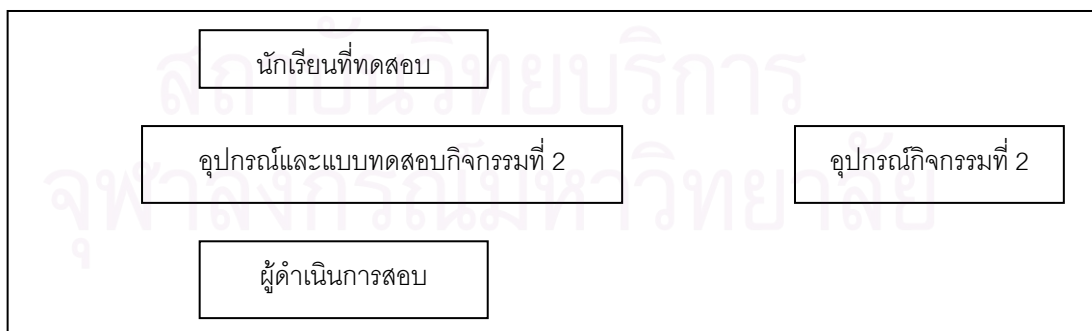 นักเรียนที่ทดสอบ
อุปกรณ์และแบบทดสอบกิจกรรมที่ 2
อุปกรณ์กิจกรรมที่ 2
ผู้ดำเนินการสอบ
สถาบันวิทยบริการ
จุฬาลงกรณ์มหาวิทยาลัย